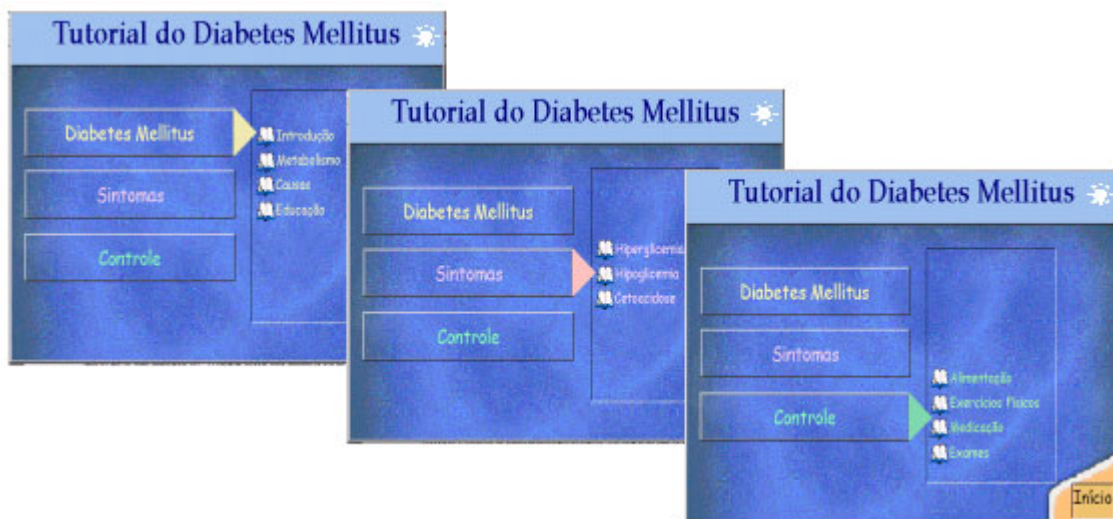 Tutorial do Diabetes Mellitus
Diabetes Mellitus
Sintomas
Controle
Introdução
Metabolismo
Causas
Educação
Tutorial do Diabetes Mellitus
Diabetes Mellitus
Sintomas
Controle
Hiperglicemia
Hipoglicemia
Cetoacidose
Tutorial do Diabetes Mellitus
Diabetes Mellitus
Sintomas
Controle
Alimentação
Exercícios Físicos
Medicação
Exames
Início